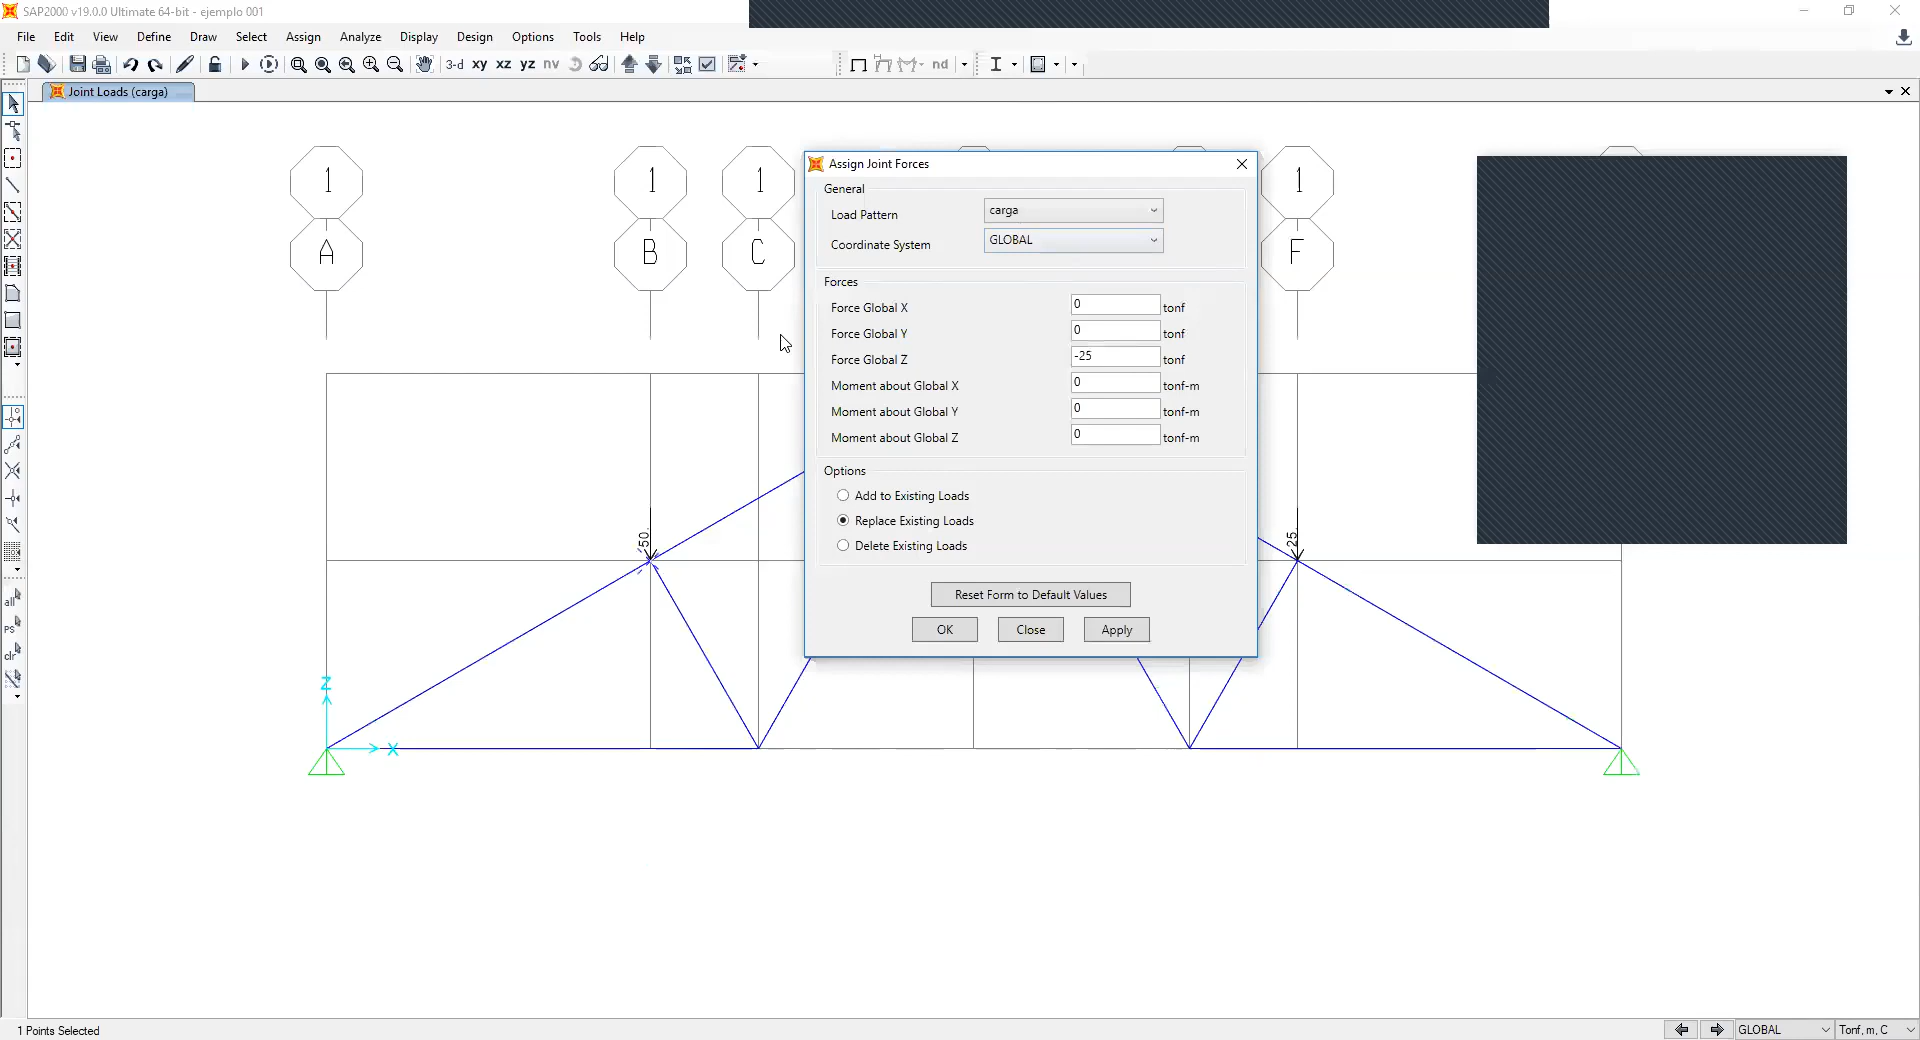 SAP2000 v19.0.0 Ultimate 64-bit - ejemplo 001
File Edit View Define Draw Select Assign Analyze Display Design Options Tools Help
3-d xy xz yz nv nd
Joint Loads (carga)
1 1 1 1
A B C F
Assign Joint Forces
General
Load Pattern carga
Coordinate System GLOBAL
Forces
Force Global X 0 tonf
Force Global Y 0 tonf
Force Global Z -25 tonf
Moment about Global X 0 tonf-m
Moment about Global Y 0 tonf-m
Moment about Global Z 0 tonf-m
Options
Add to Existing Loads
Replace Existing Loads
Delete Existing Loads
Reset Form to Default Values
OK Close Apply
50.
25.
Z
X
all
PS
clr
1 Points Selected
GLOBAL
Tonf, m, C